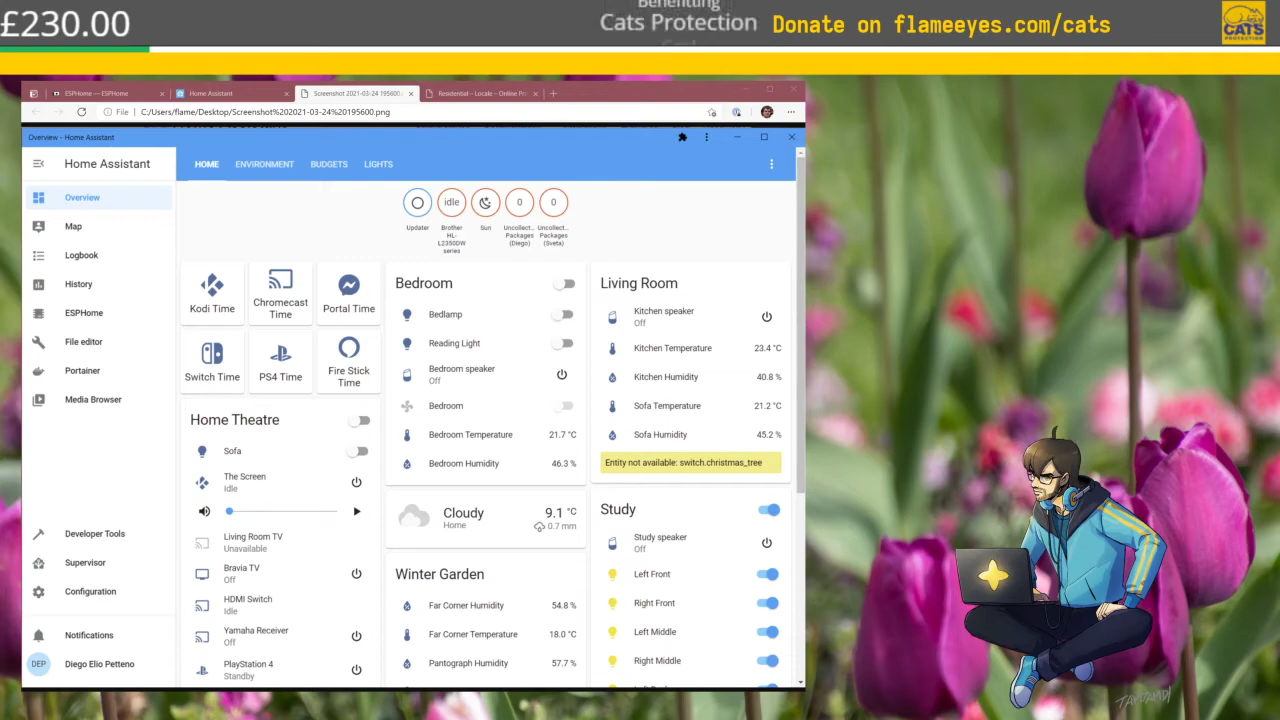 £230.00
Benefiting
Cats Protection
Donate on flameeyes.com/cats
CATS
PROTECTION
ESPHome — ESPHome
Home Assistant
Screenshot 2021-03-24 195600
Residential – Locale – Online Pr
File
C:/Users/flame/Desktop/Screenshot%202021-03-24%20195600.png
Overview - Home Assistant
Home Assistant
HOME
ENVIRONMENT
BUDGETS
LIGHTS
Overview
Map
Logbook
History
ESPHome
File editor
Portainer
Media Browser
Developer Tools
Supervisor
Configuration
Notifications
DEP
Diego Elio Petteno
idle
0
0
Updater
Brother
HL-
L2350DW
series
Sun
Uncollect...
Packages
(Diego)
Uncollect...
Packages
(Sveta)
Kodi Time
Chromecast
Time
Portal Time
Switch Time
PS4 Time
Fire Stick
Time
Home Theatre
Sofa
The Screen
Idle
Living Room TV
Unavailable
Bravia TV
Off
HDMI Switch
Idle
Yamaha Receiver
Off
PlayStation 4
Standby
Bedroom
Bedlamp
Reading Light
Bedroom speaker
Off
Bedroom
Bedroom Temperature 21.7 °C
Bedroom Humidity 46.3 %
Cloudy 9.1 °C
Home 0.7 mm
Winter Garden
Far Corner Humidity 54.8 %
Far Corner Temperature 18.0 °C
Pantograph Humidity 57.7 %
Living Room
Kitchen speaker
Off
Kitchen Temperature 23.4 °C
Kitchen Humidity 40.8 %
Sofa Temperature 21.2 °C
Sofa Humidity 45.2 %
Entity not available: switch.christmas_tree
Study
Study speaker
Off
Left Front
Right Front
Left Middle
Right Middle